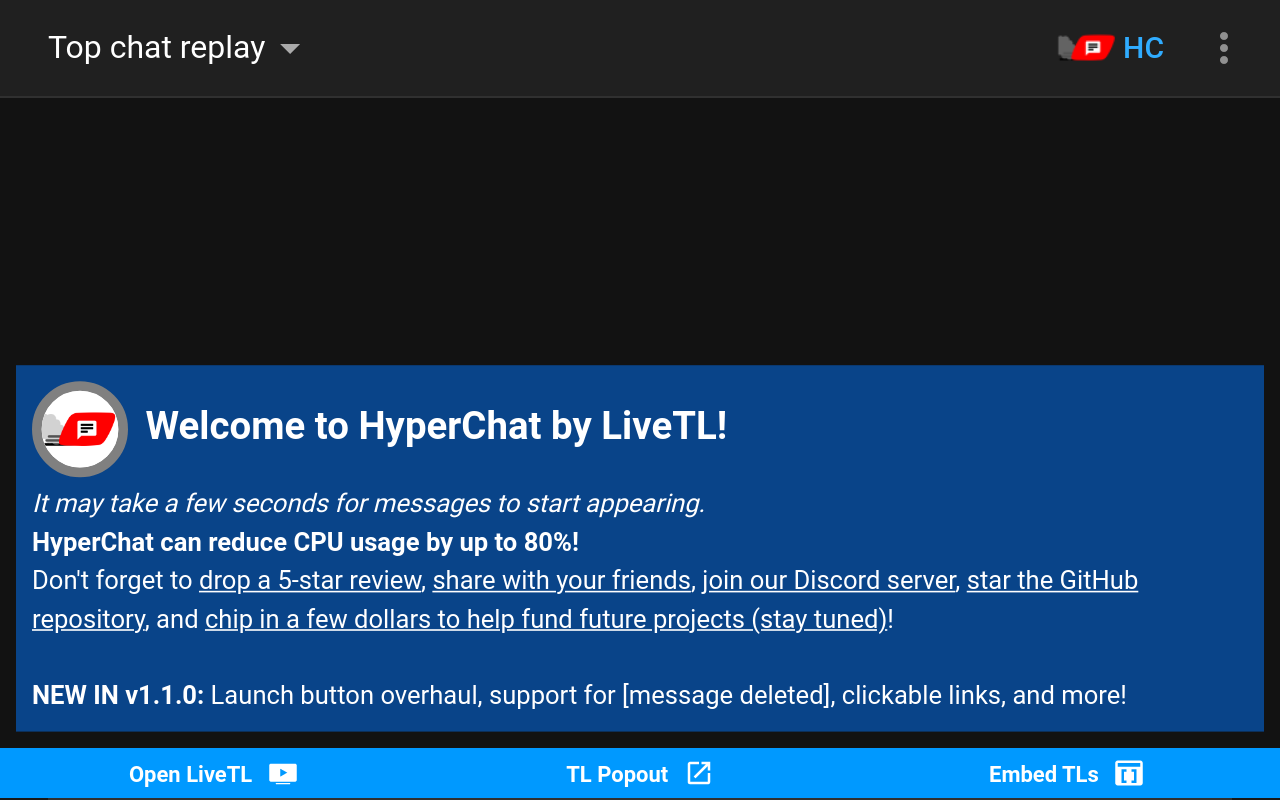 Top chat replay
HC
Welcome to HyperChat by LiveTL!
It may take a few seconds for messages to start appearing.
HyperChat can reduce CPU usage by up to 80%!
Don't forget to drop a 5-star review, share with your friends, join our Discord server, star the GitHub
repository, and chip in a few dollars to help fund future projects (stay tuned)!
NEW IN v1.1.0: Launch button overhaul, support for [message deleted], clickable links, and more!
Open LiveTL
TL Popout
Embed TLs